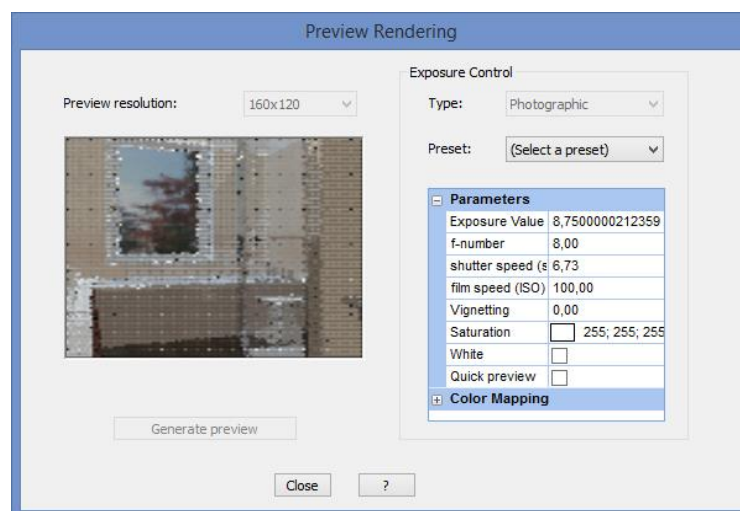 Preview Rendering
Exposure Control
Preview resolution: 160x120
Type: Photographic
Preset: (Select a preset)
Parameters
Exposure Value 8,7500000212359
f-number 8,00
shutter speed (s 6,73
film speed (ISO) 100,00
Vignetting 0,00
Saturation 255; 255; 255
White
Quick preview
Color Mapping
Generate preview
Close ?